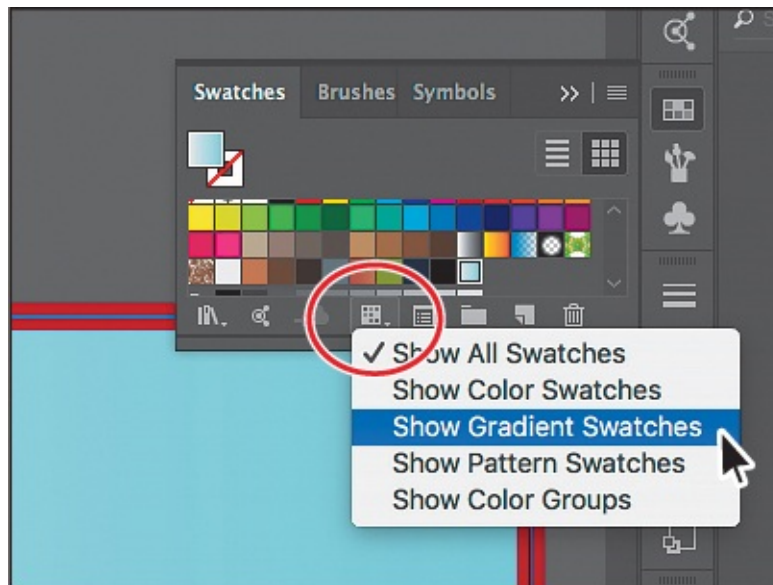 Swatches Brushes Symbols
Show All Swatches
Show Color Swatches
Show Gradient Swatches
Show Pattern Swatches
Show Color Groups